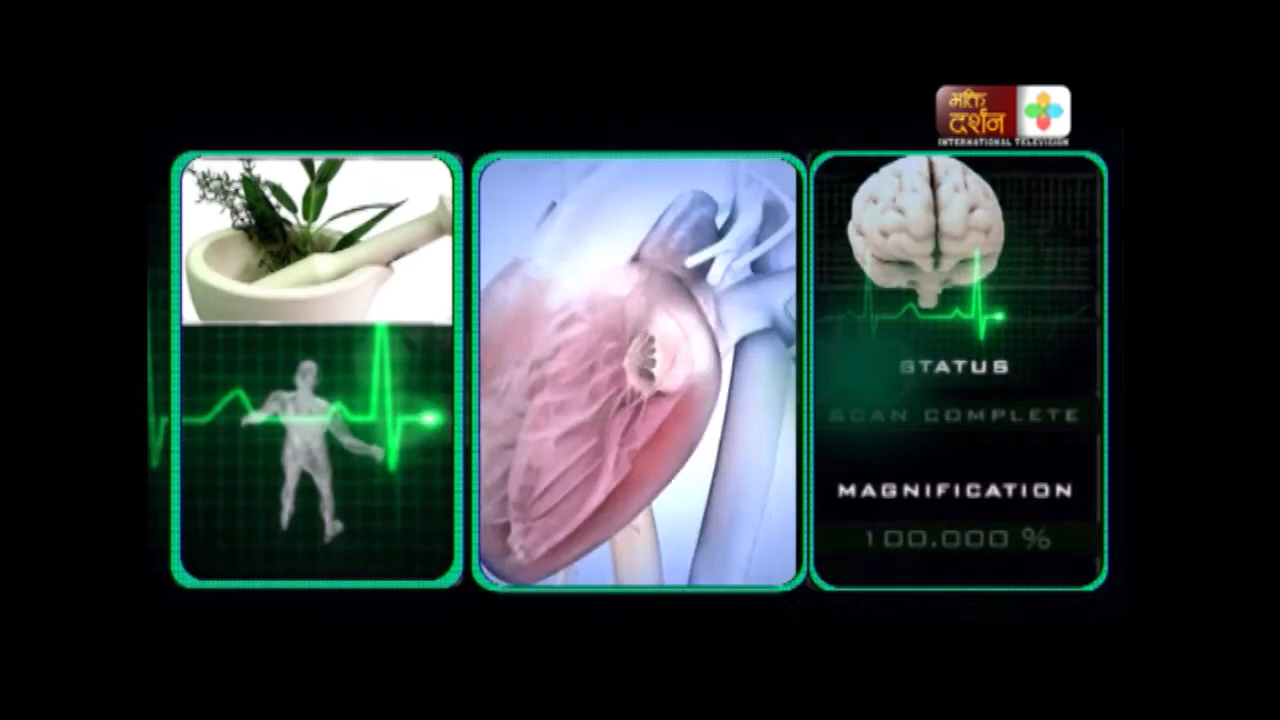 भक्ति
दर्शन
INTERNATIONAL TELEVISION
STATUS
SCAN COMPLETE
MAGNIFICATION
100.000 %